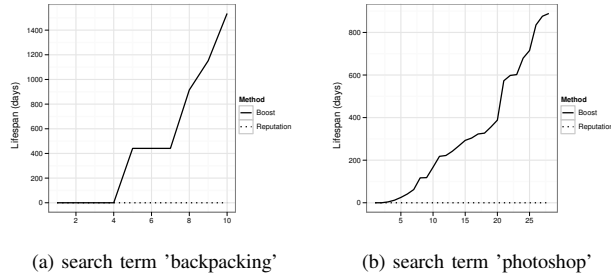 1400
1200
1000
800
600
400
200
0
Lifespan (days)
2 4 6 8 10
Method
Boost
Reputation
(a) search term 'backpacking'
800
600
400
200
0
Lifespan (days)
5 10 15 20 25
Method
Boost
Reputation
(b) search term 'photoshop'